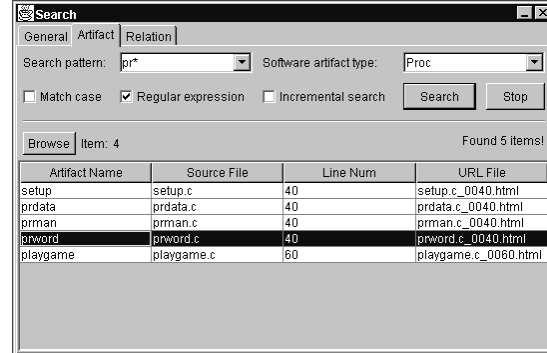 Search
General Artifact Relation
Search pattern: pr* Software artifact type: Proc
Match case Regular expression Incremental search Search Stop
Browse Item: 4 Found 5 items!
Artifact Name Source File Line Num URL File
setup setup.c 40 setup.c_0040.html
prdata prdata.c 40 prdata.c_0040.html
prman prman.c 40 prman.c_0040.html
prword prword.c 40 prword.c_0040.html
playgame playgame.c 60 playgame.c_0060.html